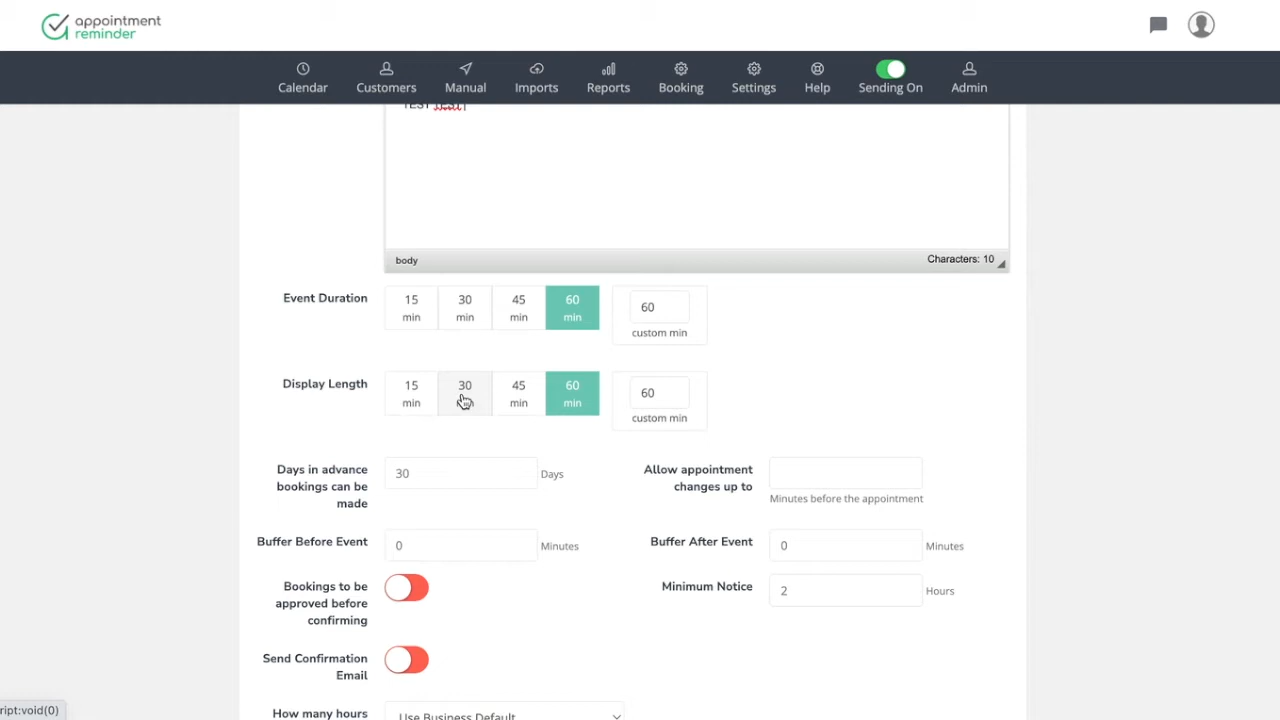 appointment
reminder
Calendar
Customers
Manual
Imports
Reports
Booking
Settings
Help
Sending On
Admin
TEST TEST
body
Characters: 10
Event Duration
15 min
30 min
45 min
60 min
60
custom min
Display Length
15 min
30
45 min
60 min
60
custom min
Days in advance
bookings can be
made
30
Days
Allow appointment
changes up to
Minutes before the appointment
Buffer Before Event
0
Minutes
Buffer After Event
0
Minutes
Bookings to be
approved before
confirming
Minimum Notice
2
Hours
Send Confirmation
Email
How many hours
Use Business Default
ript:void(0)